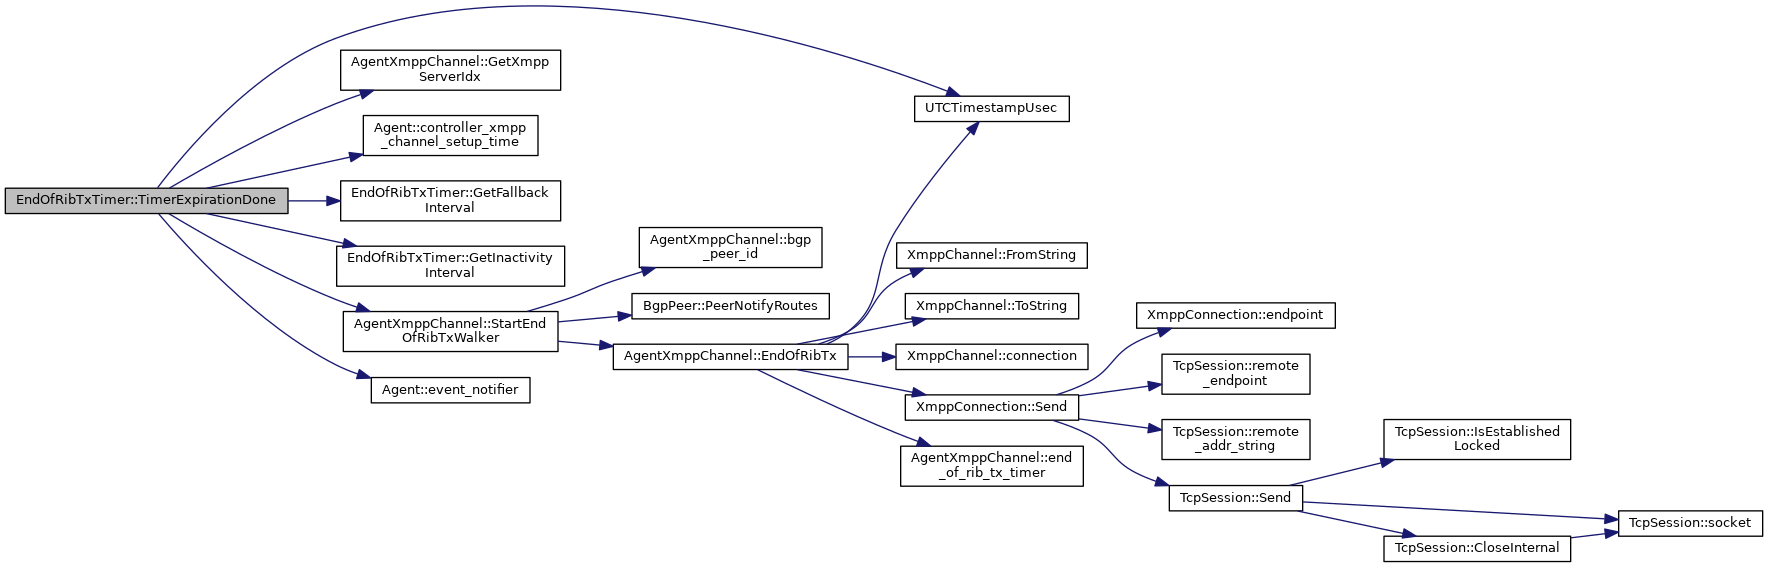 EndOfRibTxTimer::TimerExpirationDone
AgentXmppChannel::GetXmpp
ServerIdx
Agent::controller_xmpp
_channel_setup_time
EndOfRibTxTimer::GetFallback
Interval
EndOfRibTxTimer::GetInactivity
Interval
AgentXmppChannel::StartEnd
OfRibTxWalker
Agent::event_notifier
AgentXmppChannel::bgp
_peer_id
BgpPeer::PeerNotifyRoutes
AgentXmppChannel::EndOfRibTx
UTCTimestampUsec
XmppChannel::FromString
XmppChannel::ToString
XmppChannel::connection
XmppConnection::Send
AgentXmppChannel::end
_of_rib_tx_timer
XmppConnection::endpoint
TcpSession::remote
_endpoint
TcpSession::remote
_addr_string
TcpSession::Send
TcpSession::IsEstablished
Locked
TcpSession::CloseInternal
TcpSession::socket